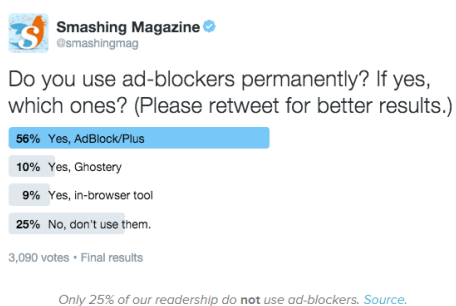 Smashing Magazine
@smashingmag
Do you use ad-blockers permanently? If yes,
which ones? (Please retweet for better results.)
56% Yes, AdBlock/Plus
10% Yes, Ghostery
9% Yes, in-browser tool
25% No, don't use them.
3,090 votes • Final results
Only 25% of our readership do not use ad-blockers. Source.